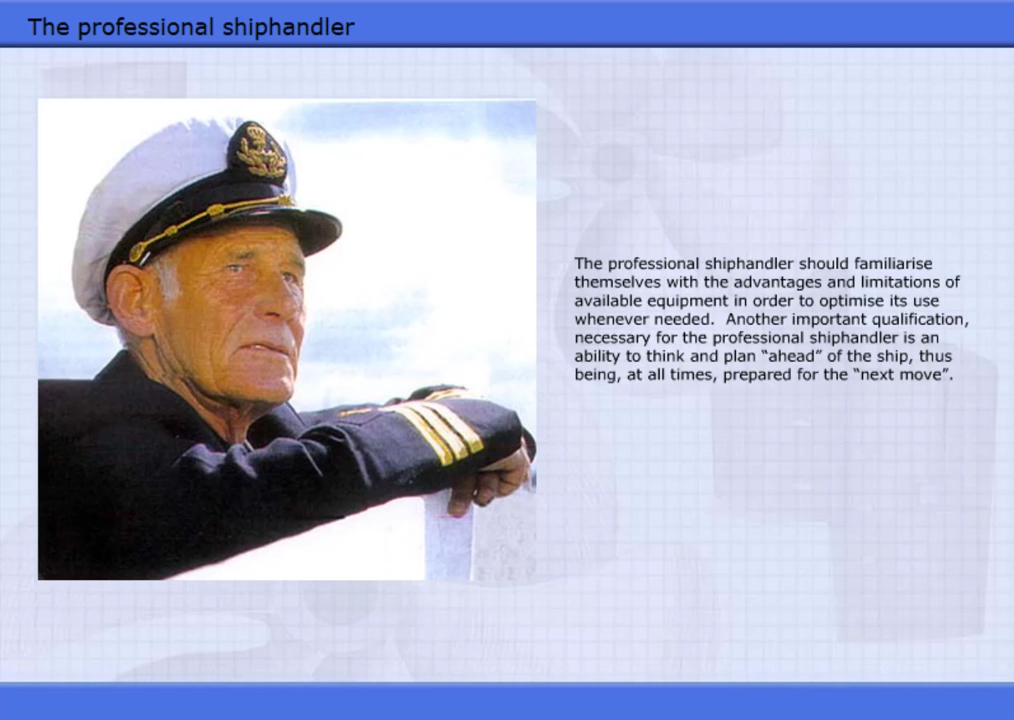 The professional shiphandler
The professional shiphandler should familiarise
themselves with the advantages and limitations of
available equipment in order to optimise its use
whenever needed.  Another important qualification,
necessary for the professional shiphandler is an
ability to think and plan “ahead” of the ship, thus
being, at all times, prepared for the “next move”.